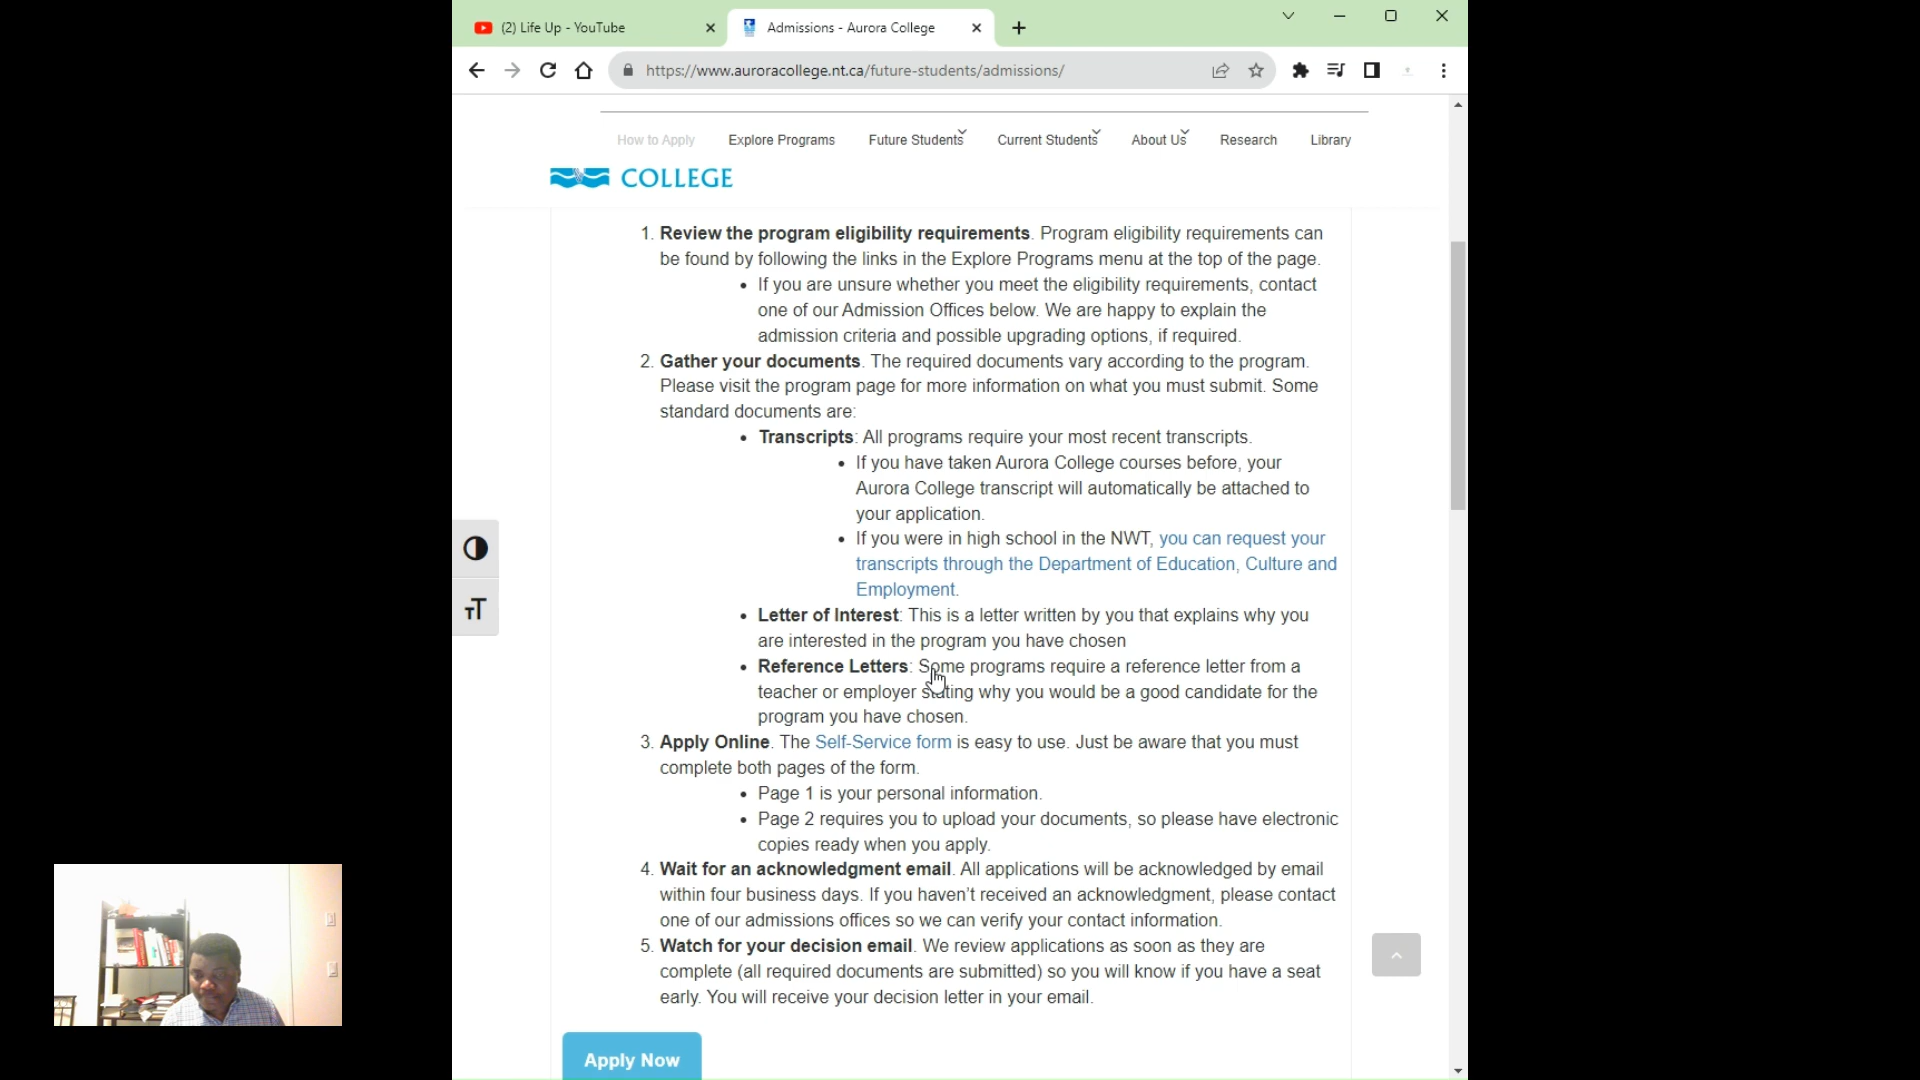 (2) Life Up - YouTube
Admissions - Aurora College
https://www.auroracollege.nt.ca/future-students/admissions/
How to Apply
Explore Programs
Future Students
Current Students
About Us
Research
Library
COLLEGE
1. Review the program eligibility requirements. Program eligibility requirements can
be found by following the links in the Explore Programs menu at the top of the page.
• If you are unsure whether you meet the eligibility requirements, contact
one of our Admission Offices below. We are happy to explain the
admission criteria and possible upgrading options, if required.
2. Gather your documents. The required documents vary according to the program.
Please visit the program page for more information on what you must submit. Some
standard documents are:
• Transcripts: All programs require your most recent transcripts.
• If you have taken Aurora College courses before, your
Aurora College transcript will automatically be attached to
your application.
• If you were in high school in the NWT, you can request your
transcripts through the Department of Education, Culture and
Employment.
• Letter of Interest: This is a letter written by you that explains why you
are interested in the program you have chosen
• Reference Letters: Some programs require a reference letter from a
teacher or employer stating why you would be a good candidate for the
program you have chosen.
3. Apply Online. The Self-Service form is easy to use. Just be aware that you must
complete both pages of the form.
• Page 1 is your personal information.
• Page 2 requires you to upload your documents, so please have electronic
copies ready when you apply.
4. Wait for an acknowledgment email. All applications will be acknowledged by email
within four business days. If you haven’t received an acknowledgment, please contact
one of our admissions offices so we can verify your contact information.
5. Watch for your decision email. We review applications as soon as they are
complete (all required documents are submitted) so you will know if you have a seat
early. You will receive your decision letter in your email.
Apply Now